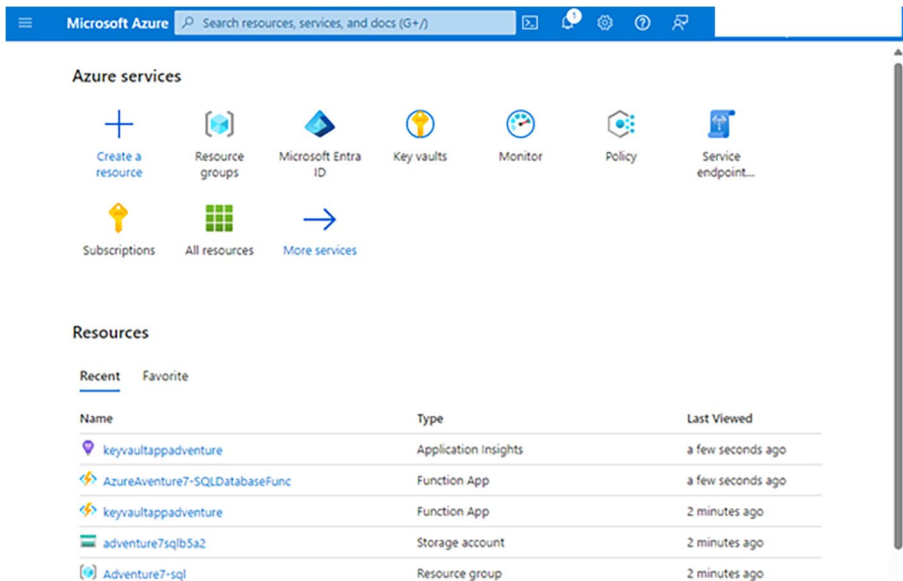 Microsoft Azure Search resources, services, and docs (G+/) 1
Azure services
Create a resource
Resource groups
Microsoft Entra ID
Key vaults
Monitor
Policy
Service endpoint...
Subscriptions
All resources
More services
Resources
Recent Favorite
Name Type Last Viewed
keyvaultappadventure Application Insights a few seconds ago
AzureAventure7-SQLDatabaseFunc Function App a few seconds ago
keyvaultappadventure Function App 2 minutes ago
adventure7sqlb5a2 Storage account 2 minutes ago
Adventure7-sql Resource group 2 minutes ago